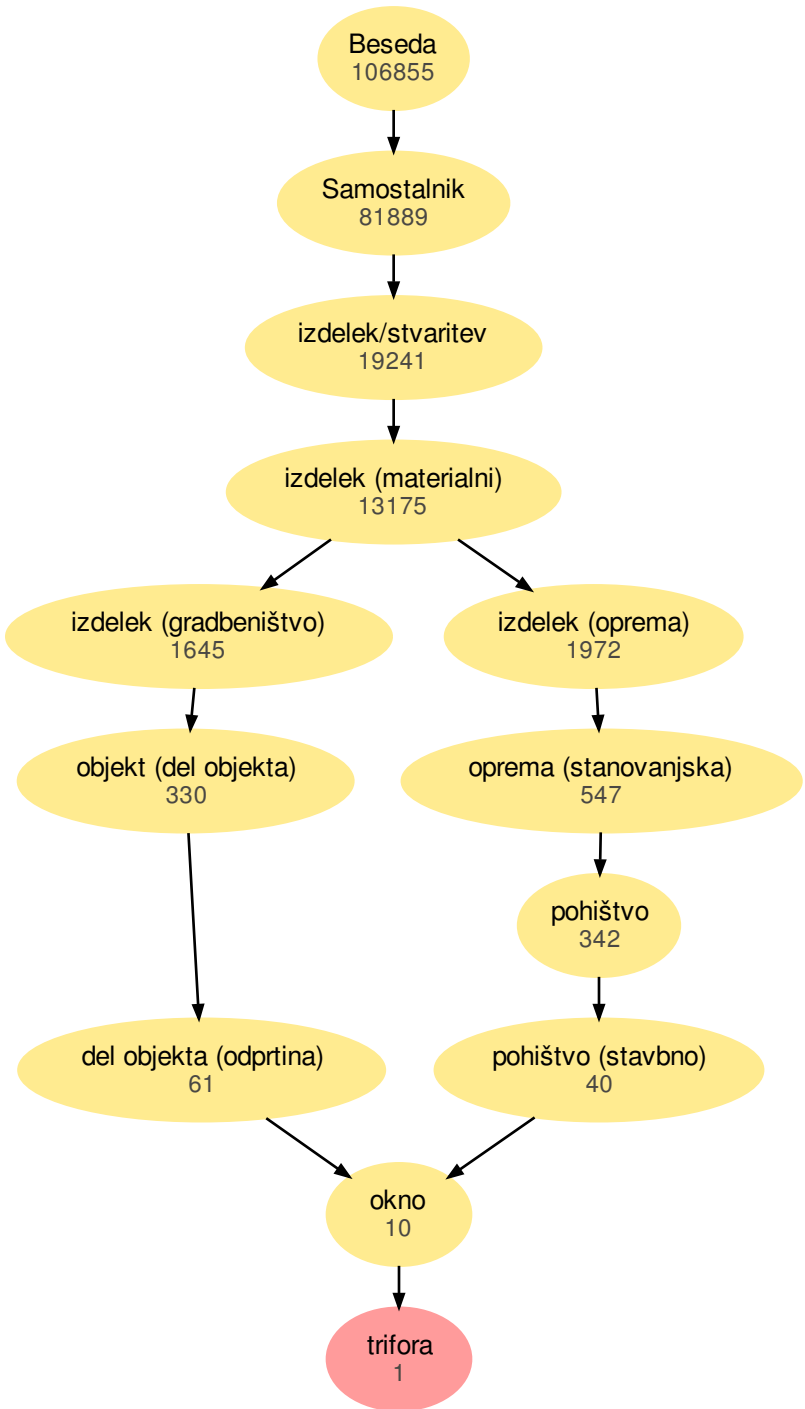 Beseda
106855
Samostalnik
81889
izdelek/stvaritev
19241
izdelek (materialni)
13175
izdelek (gradbeništvo)
1645
izdelek (oprema)
1972
objekt (del objekta)
330
oprema (stanovanjska)
547
pohištvo
342
del objekta (odprtina)
61
pohištvo (stavbno)
40
okno
10
trifora
1